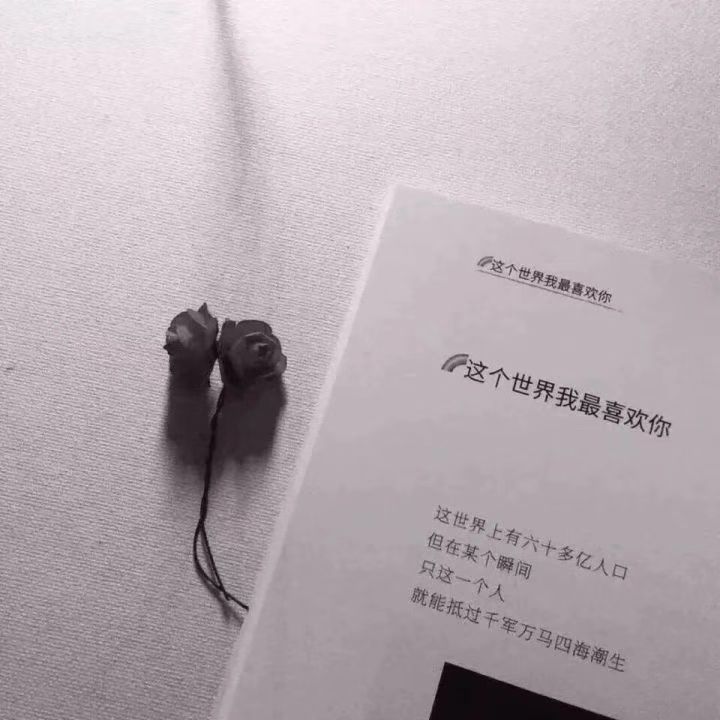 🌈这个世界我最喜欢你
🌈这个世界我最喜欢你
这世界上有六十多亿人口
但在某个瞬间
只这一个人
就能抵过千军万马四海潮生